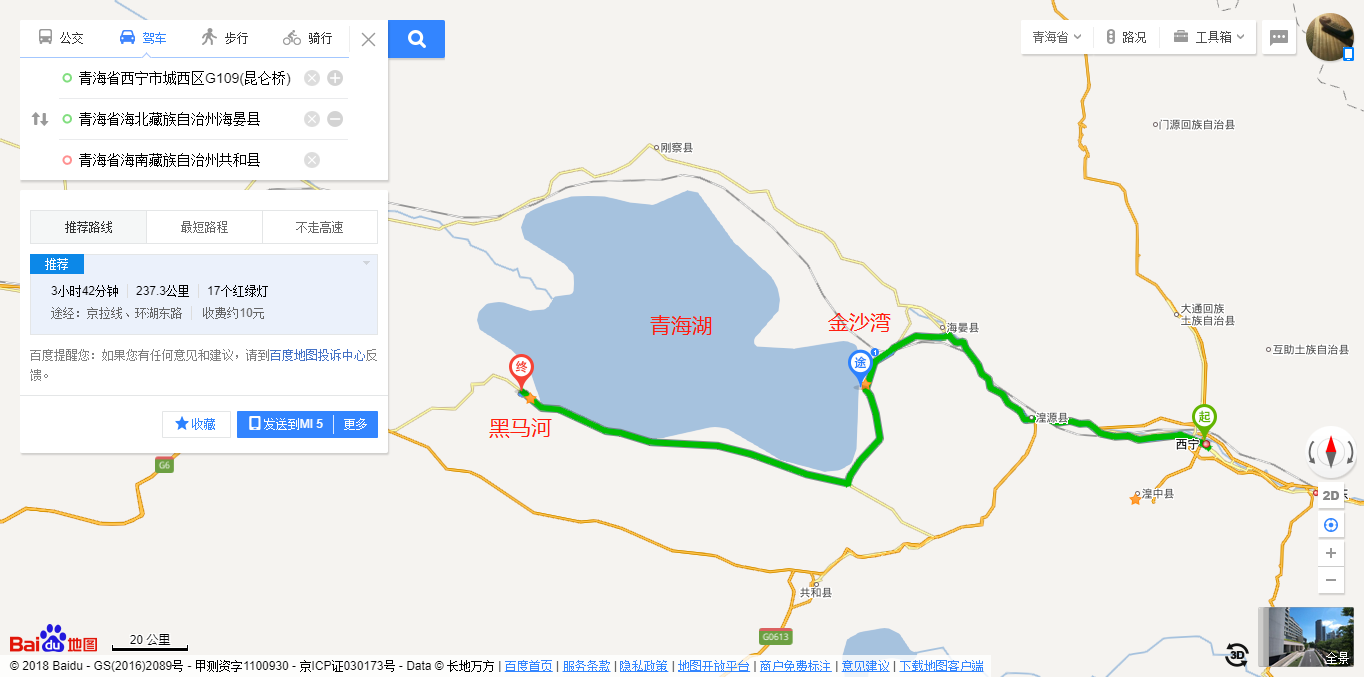 公交 驾车 步行 骑行
青海省西宁市城西区G109(昆仑桥)
青海省海北藏族自治州海晏县
青海省海南藏族自治州共和县
推荐路线 最短路程 不走高速
推荐
3小时42分钟 237.3公里 17个红绿灯
途经：京拉线、环湖东路 收费约10元
百度提醒您：如果您有任何意见和建议，请到百度地图投诉中心反
馈。
收藏 发送到MI 5 更多
青海省 路况 工具箱
门源回族自治县
刚察县
大通回族
土族自治县
青海湖
金沙湾
海晏县
互助土族自治县
终
途
黑马河
湟源县
起
西宁
G6
湟中县
2D
共和县
G0613
Bai du 地图
20 公里
3D
全景
© 2018 Baidu - GS(2016)2089号 - 甲测资字1100930 - 京ICP证030173号 - Data © 长地万方 | 百度首页 | 服务条款 | 隐私政策 | 地图开放平台 | 商户免费标注 | 意见建议 | 下载地图客户端